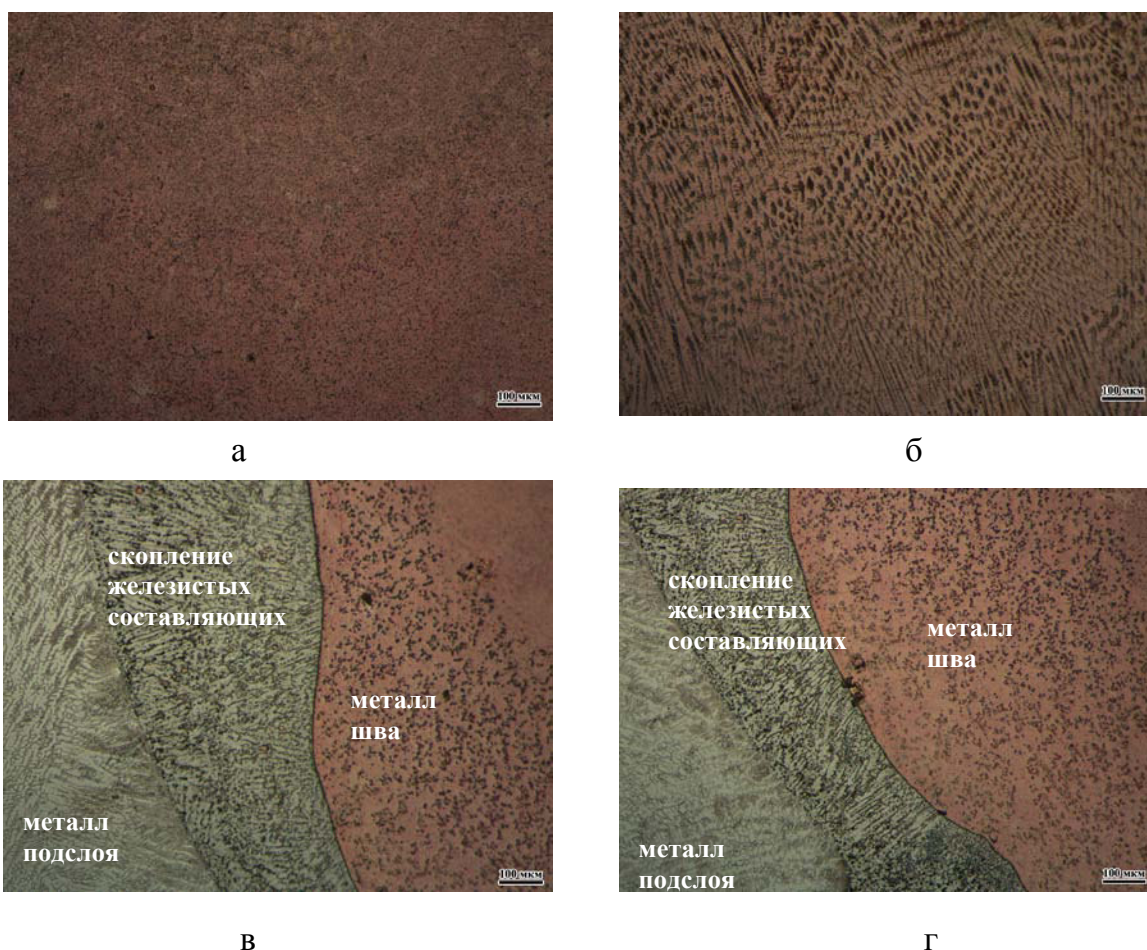 100 мкм
100 мкм
а
б
скопление
железистых
составляющих
металл
шва
металл
подслоя
100 мкм
скопление
железистых
составляющих
металл
шва
металл
подслоя
100 мкм
в
г